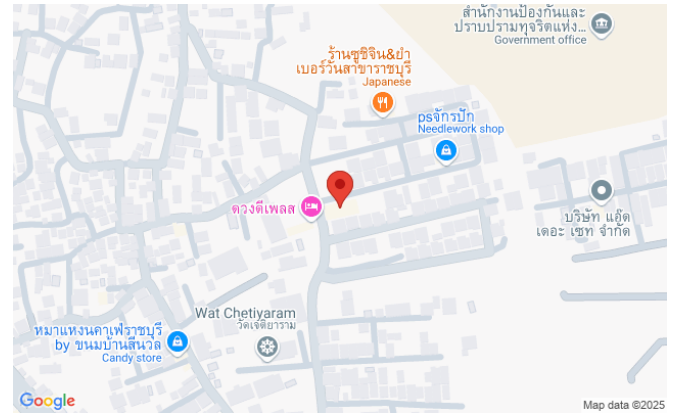 สำนักงานป้องกันและ
ปราบปรามทุจริตแห่ง...
Government office
ร้านซูชิจิน&ยำ
เบอร์วันสาขาราชบุรี
Japanese
psจักรปัก
Needlework shop
ดวงดีเพลส
บริษัท แอ๊ด
เดอะ เซท จำกัด
Wat Chetiyaram
วัดเจติยาราม
หมาแหงนคาเฟ่ราชบุรี
by ขนมบ้านสีนวล
Candy store
Google
Map data ©2025